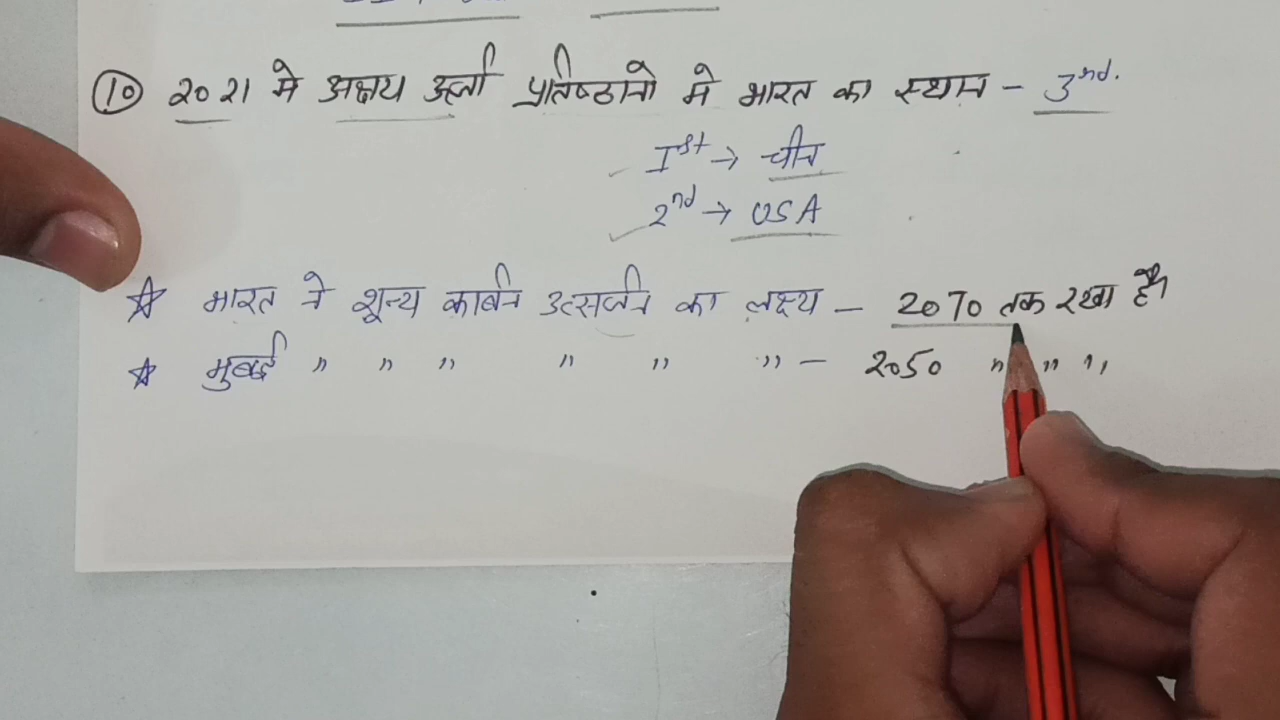 ⑩ 2021 मे अक्षय ऊर्जा प्रतिष्ठानो मे भारत का स्थान - 3rd.
Ist → चीन
2nd → USA
☆ भारत ने शून्य कार्बन उत्सर्जन का लक्ष्य - 2070 तक रखा है।
☆ मुबई " " " " " " - 2050 " " "